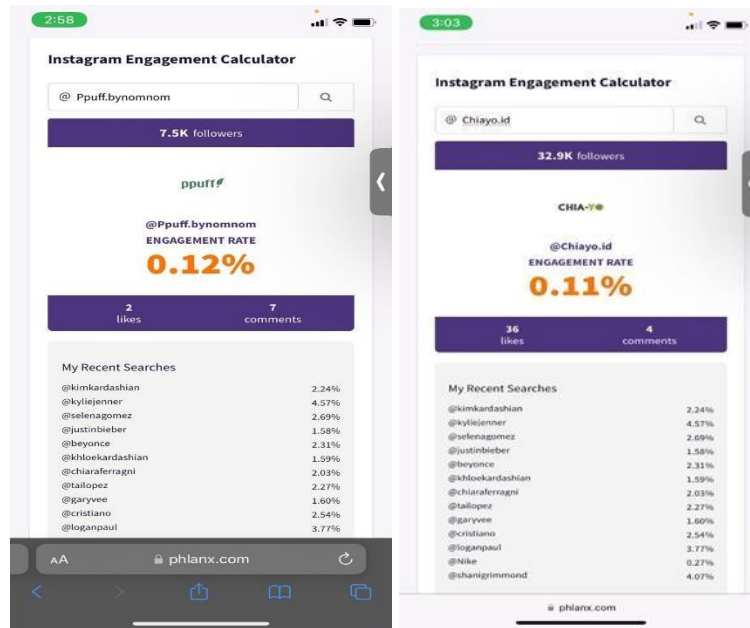 2:58
Instagram Engagement Calculator
@ Ppuff.bynomnom
7.5K followers
ppuff
@Ppuff.bynomnom
ENGAGEMENT RATE
0.12%
2 7
likes comments
My Recent Searches
@kimkardashian 2.24%
@kyliejenner 4.57%
@selenagomez 2.69%
@justinbieber 1.58%
@beyonce 2.31%
@khloekardashian 1.59%
@chiaraferragni 2.03%
@tailopez 2.27%
@garyvee 1.60%
@cristiano 2.54%
@loganpaul 3.77%
AA phlanx.com
3:03
Instagram Engagement Calculator
@ Chiayo.id
32.9K followers
CHIA-YO
@Chiayo.id
ENGAGEMENT RATE
0.11%
36 4
likes comments
My Recent Searches
@kimkardashian 2.24%
@kyliejenner 4.57%
@selenagomez 2.69%
@justinbieber 1.58%
@beyonce 2.31%
@khloekardashian 1.59%
@chiaraferragni 2.03%
@tailopez 2.27%
@garyvee 1.60%
@cristiano 2.54%
@loganpaul 3.77%
@Nike 0.27%
@shanigrimmond 4.07%
phlanx.com